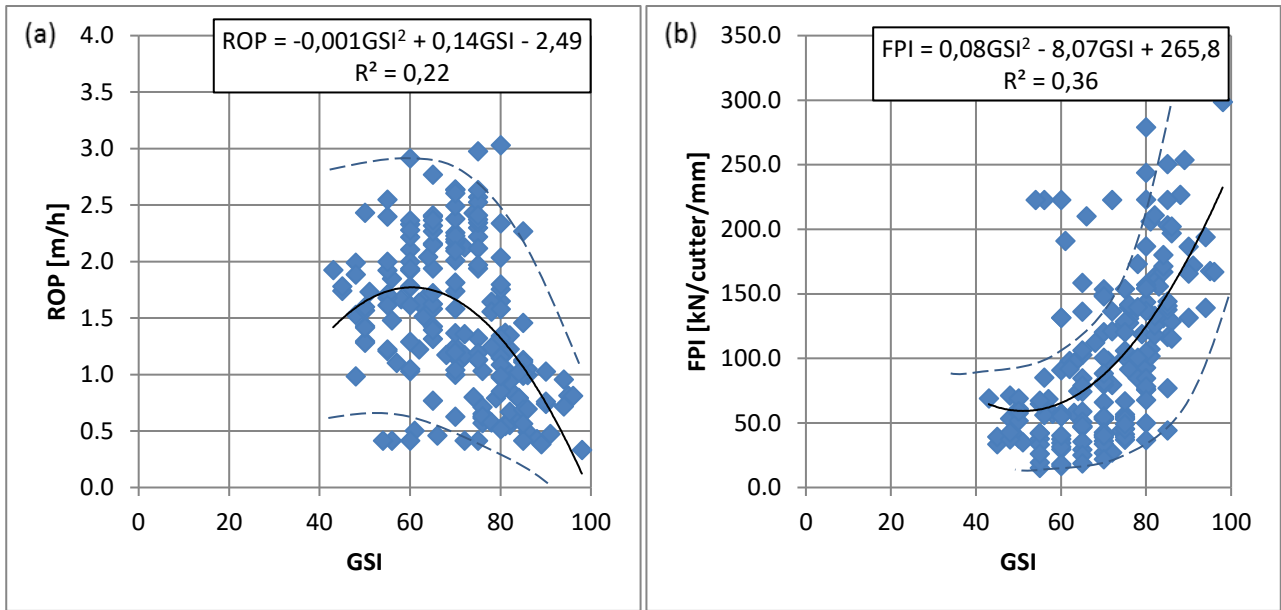 (a)
ROP = -0,001GSI² + 0,14GSI - 2,49
R² = 0,22
4.0
3.5
3.0
2.5
2.0
1.5
1.0
0.5
0.0
ROP [m/h]
0 20 40 60 80 100
GSI
(b)
FPI = 0,08GSI² - 8,07GSI + 265,8
R² = 0,36
350.0
300.0
250.0
200.0
150.0
100.0
50.0
0.0
FPI [kN/cutter/mm]
0 20 40 60 80 100
GSI